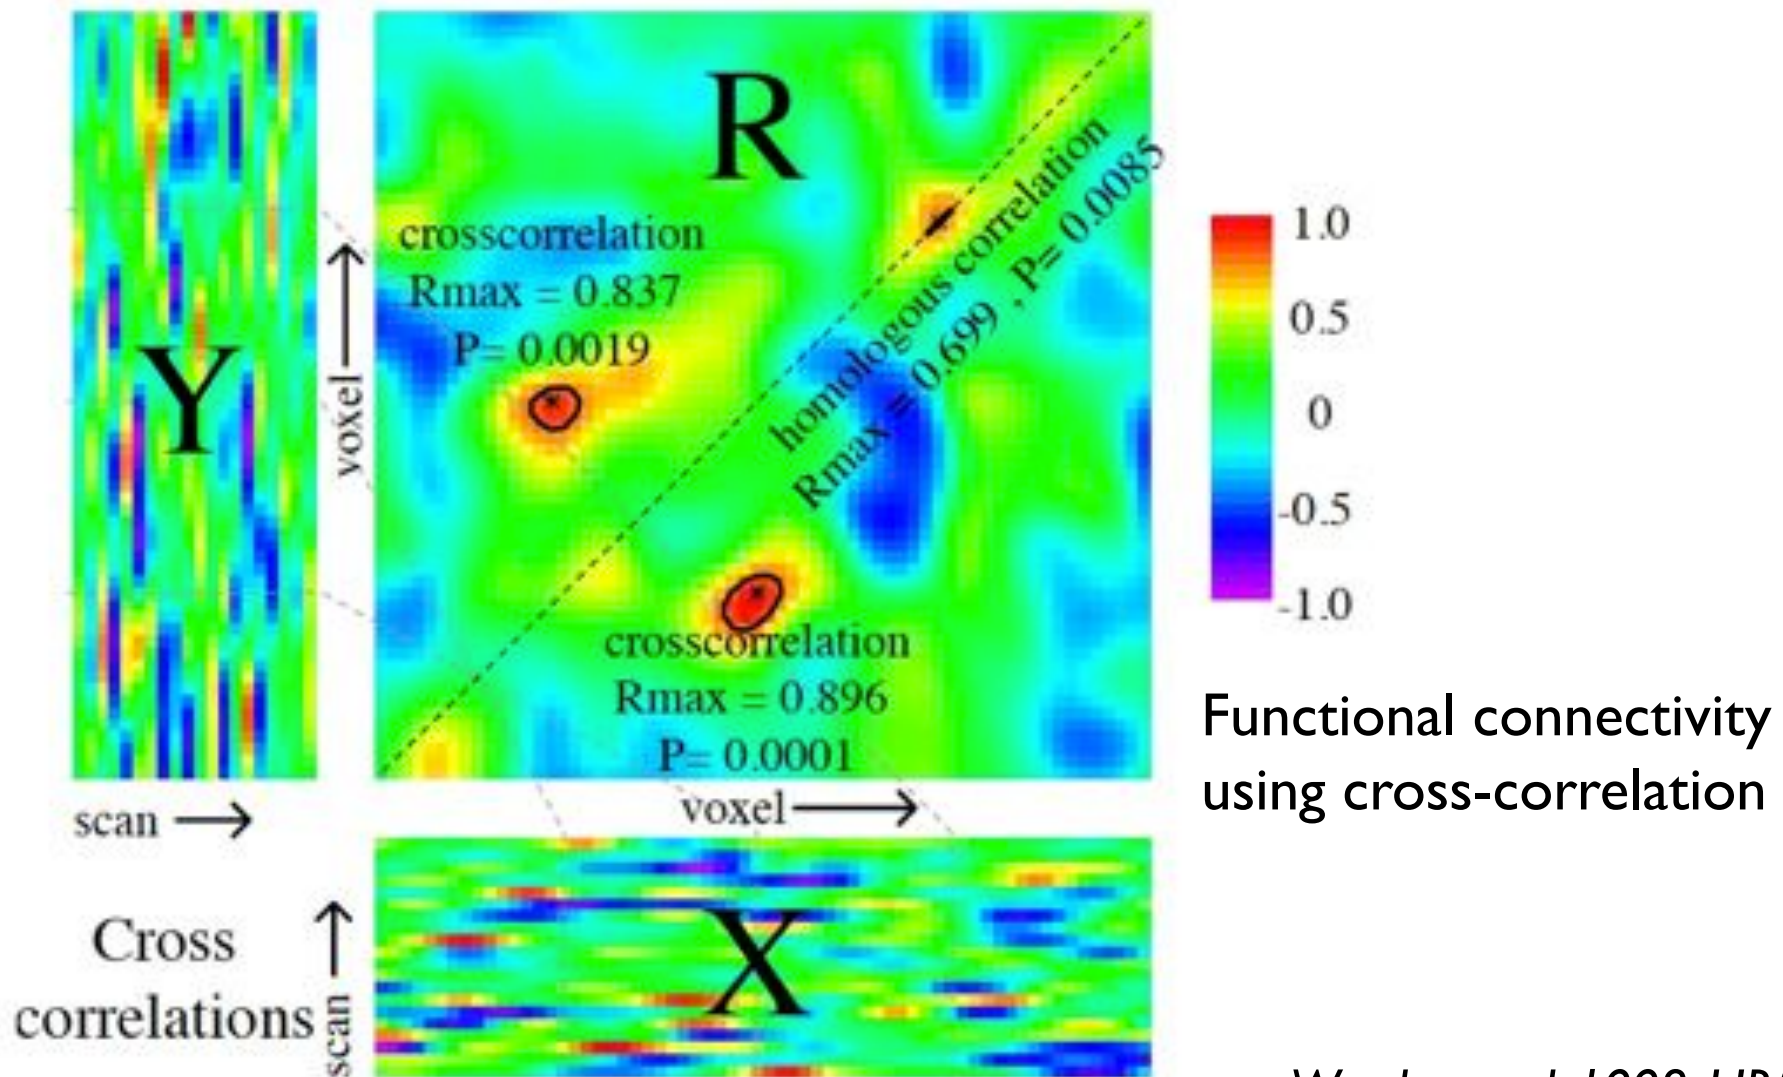 R
crosscorrelation
Rmax = 0.837
P= 0.0019
homologous correlation
Rmax = 0.699 , P= 0.0085
Y
voxel
crosscorrelation
Rmax = 0.896
P= 0.0001
1.0
0.5
0
-0.5
-1.0
Functional connectivity
using cross-correlation
scan
voxel
Cross
correlations
scan
X